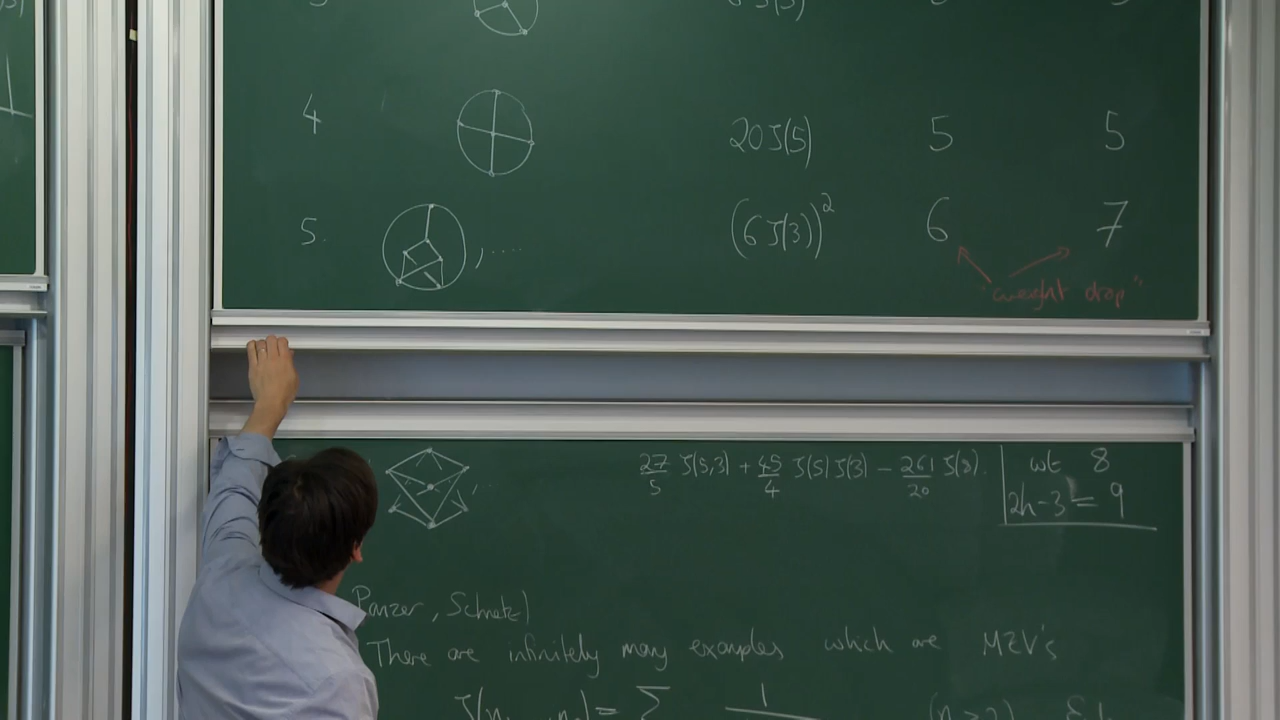 4 20 ζ(5) 5 5
5. , .... (6 ζ(3))² 6 7
"weight drop"
27/5 ζ(5,3) + 45/4 ζ(5) ζ(3) − 261/20 ζ(8). wt 8
2h−3 = 9
Panzer, Schnetz)
There are infinitely many examples which are MZV's